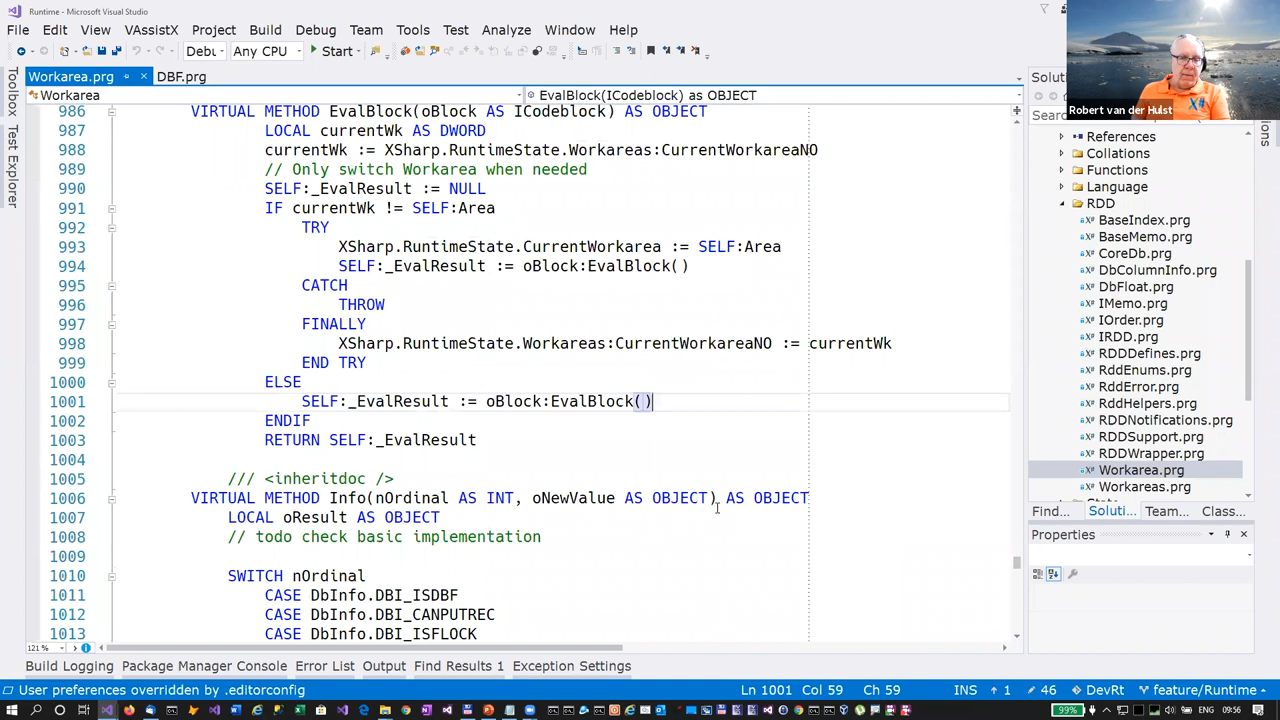 Runtime - Microsoft Visual Studio
File Edit View VAssistX Project Build Debug Team Tools Test Analyze Window Help
Debu Any CPU Start
Workarea.prg DBF.prg
Workarea EvalBlock(ICodeblock) as OBJECT
Toolbox
Test Explorer
986 VIRTUAL METHOD EvalBlock(oBlock AS ICodeblock) AS OBJECT
987 LOCAL currentWk AS DWORD
988 currentWk := XSharp.RuntimeState.Workareas:CurrentWorkareaNO
989 // Only switch Workarea when needed
990 SELF:_EvalResult := NULL
991 IF currentWk != SELF:Area
992 TRY
993 XSharp.RuntimeState.CurrentWorkarea := SELF:Area
994 SELF:_EvalResult := oBlock:EvalBlock()
995 CATCH
996 THROW
997 FINALLY
998 XSharp.RuntimeState.Workareas:CurrentWorkareaNO := currentWk
999 END TRY
1000 ELSE
1001 SELF:_EvalResult := oBlock:EvalBlock()
1002 ENDIF
1003 RETURN SELF:_EvalResult
1004
1005 /// <inheritdoc />
1006 VIRTUAL METHOD Info(nOrdinal AS INT, oNewValue AS OBJECT) AS OBJECT
1007 LOCAL oResult AS OBJECT
1008 // todo check basic implementation
1009
1010 SWITCH nOrdinal
1011 CASE DbInfo.DBI_ISDBF
1012 CASE DbInfo.DBI_CANPUTREC
1013 CASE DbInfo.DBI_ISFLOCK
121 %
Robert van der Hulst
X#
Solu
Sear
References
Collations
Functions
Language
RDD
BaseIndex.prg
BaseMemo.prg
CoreDb.prg
DbColumnInfo.prg
DbFloat.prg
IMemo.prg
IOrder.prg
IRDD.prg
RDDDefines.prg
RddEnums.prg
RddError.prg
RddHelpers.prg
RDDNotifications.prg
RDDSupport.prg
RDDWrapper.prg
Workarea.prg
Workareas.prg
Find... Soluti... Team... Class...
Properties
Build Logging Package Manager Console Error List Output Find Results 1 Exception Settings
User preferences overridden by .editorconfig Ln 1001 Col 59 Ch 59 INS 1 46 DevRt feature/Runtime
99% ENG 09:56